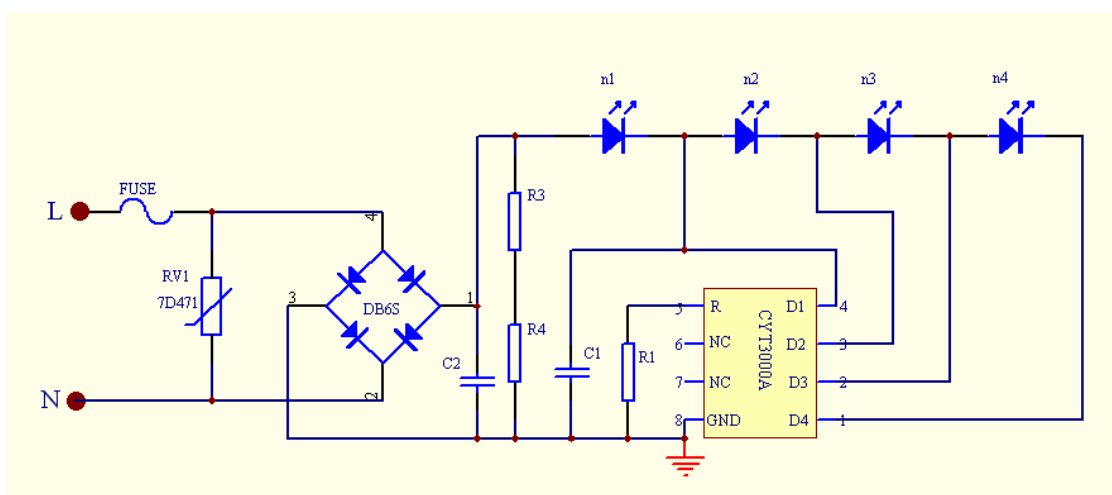 n1
n2
n3
n4
FUSE
L
R3
4
RV1
7D471
3
DB6S
1
5
R
D1
4
CYT3000A
R4
C2
C1
R1
6
NC
D2
3
7
NC
D3
2
N
2
8
GND
D4
1